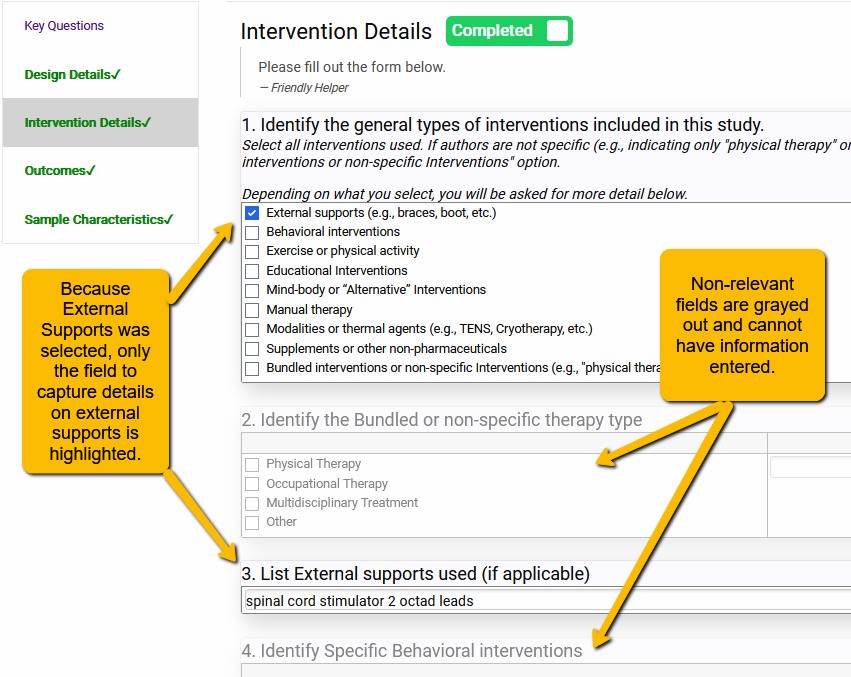 Key Questions
Design Details✓
Intervention Details✓
Outcomes✓
Sample Characteristics✓
Intervention Details
Completed
Please fill out the form below.
— Friendly Helper
1. Identify the general types of interventions included in this study.
Select all interventions used. If authors are not specific (e.g., indicating only "physical therapy" or
interventions or non-specific Interventions" option.
Depending on what you select, you will be asked for more detail below.
External supports (e.g., braces, boot, etc.)
Behavioral interventions
Exercise or physical activity
Educational Interventions
Mind-body or “Alternative” Interventions
Manual therapy
Modalities or thermal agents (e.g., TENS, Cryotherapy, etc.)
Supplements or other non-pharmaceuticals
Bundled interventions or non-specific Interventions (e.g., "physical thera
Because
External
Supports was
selected, only
the field to
capture details
on external
supports is
highlighted.
Non-relevant
fields are grayed
out and cannot
have information
entered.
2. Identify the Bundled or non-specific therapy type
Physical Therapy
Occupational Therapy
Multidisciplinary Treatment
Other
3. List External supports used (if applicable)
spinal cord stimulator 2 octad leads
4. Identify Specific Behavioral interventions